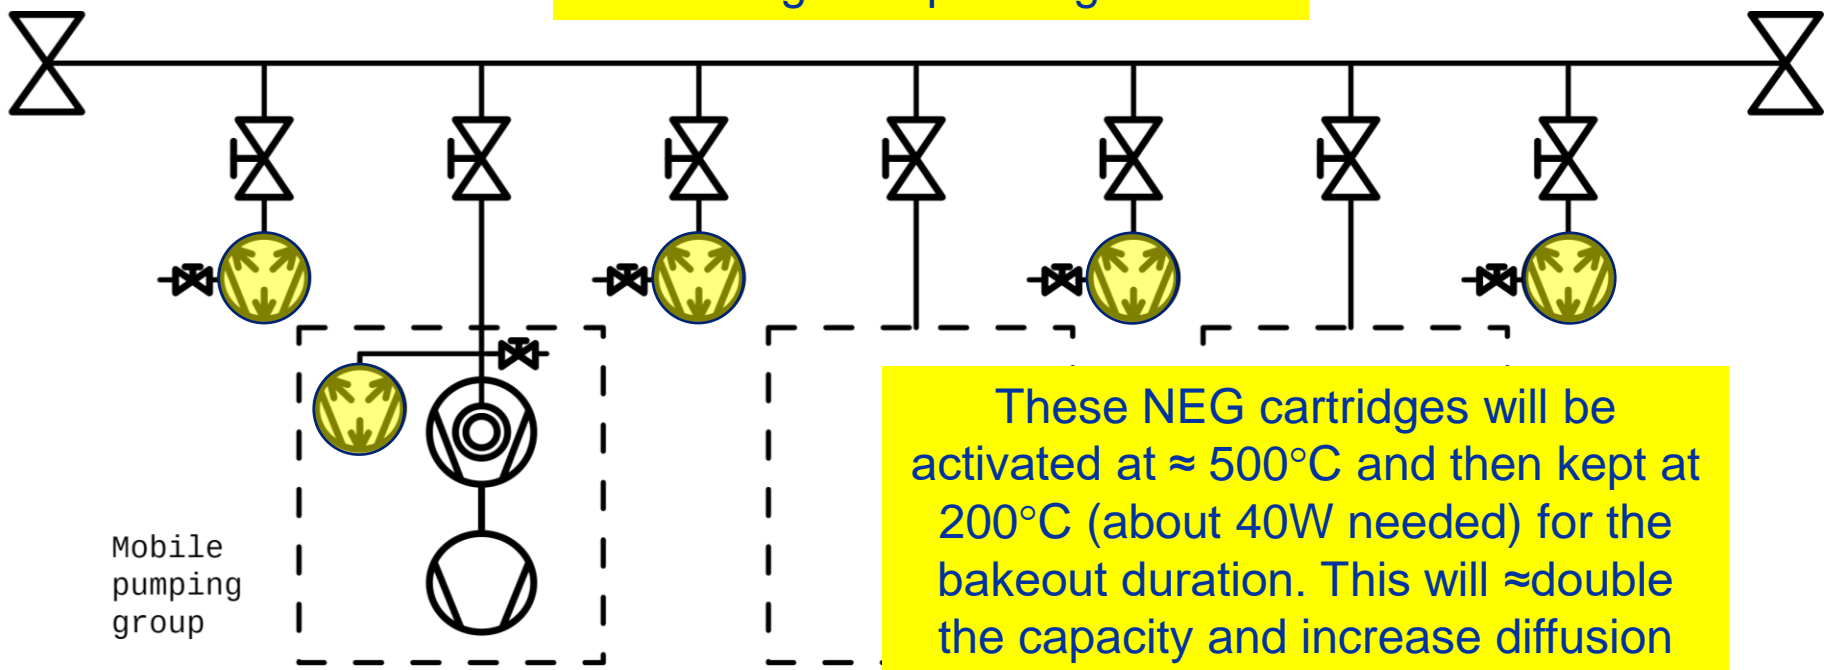 Mobile
pumping
group
These NEG cartridges will be
activated at ≈ 500°C and then kept at
200°C (about 40W needed) for the
bakeout duration. This will ≈double
the capacity and increase diffusion